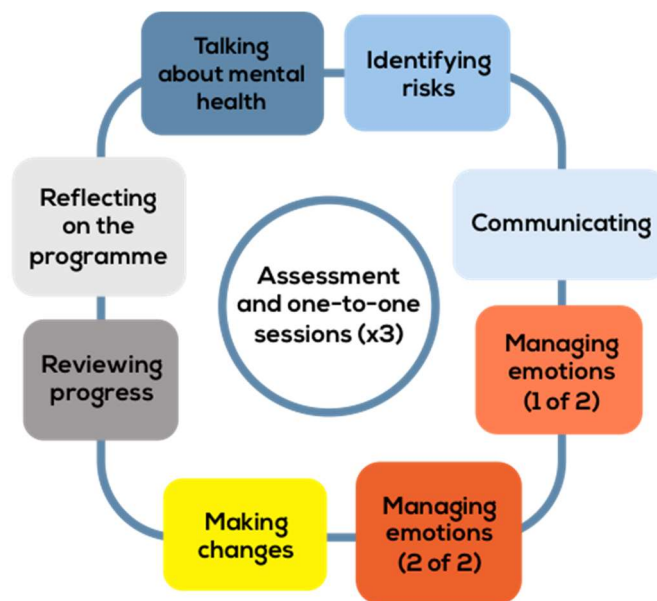 Talking
about mental
health
Identifying
risks
Communicating
Managing
emotions
(1 of 2)
Managing
emotions
(2 of 2)
Making
changes
Reviewing
progress
Reflecting
on the
programme
Assessment
and one-to-one
sessions (x3)